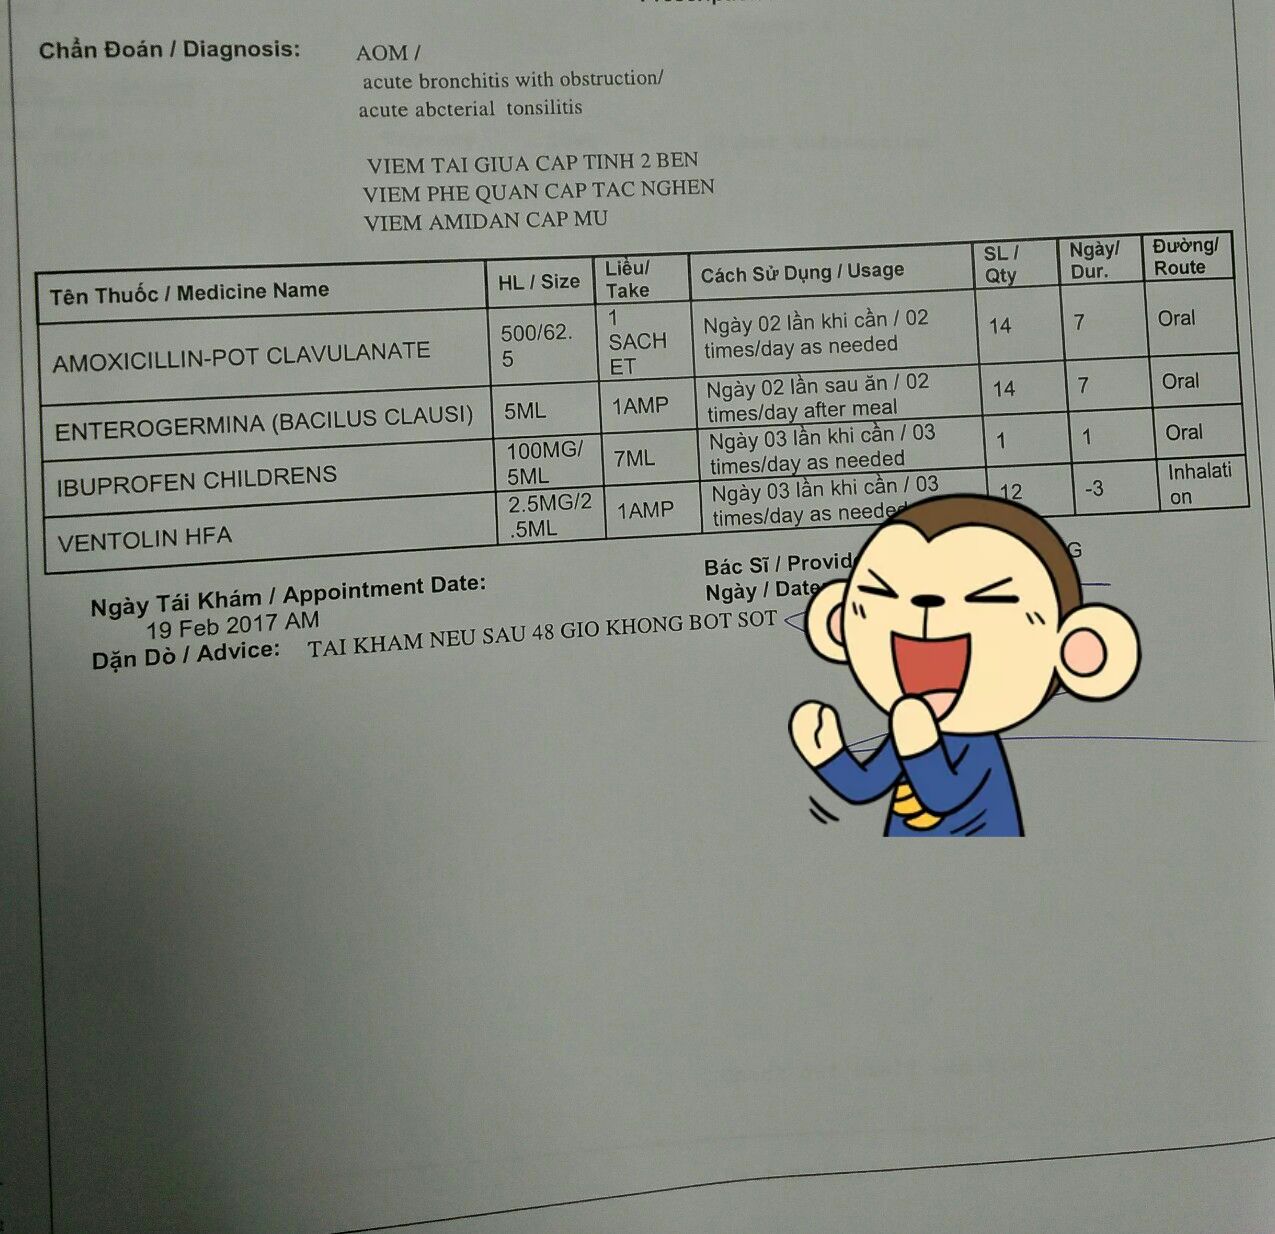 Chẩn Đoán / Diagnosis: AOM /
acute bronchitis with obstruction/
acute abcterial tonsilitis
VIEM TAI GIUA CAP TINH 2 BEN
VIEM PHE QUAN CAP TAC NGHEN
VIEM AMIDAN CAP MU
Tên Thuốc / Medicine Name HL / Size Liều/ Take Cách Sử Dụng / Usage SL / Qty Ngày/ Dur. Đường/ Route
AMOXICILLIN-POT CLAVULANATE 500/62. 5 1 SACH ET Ngày 02 lần khi cần / 02 times/day as needed 14 7 Oral
ENTEROGERMINA (BACILUS CLAUSI) 5ML 1AMP Ngày 02 lần sau ăn / 02 times/day after meal 14 7 Oral
IBUPROFEN CHILDRENS 100MG/ 5ML 7ML Ngày 03 lần khi cần / 03 times/day as needed 1 1 Oral
VENTOLIN HFA 2.5MG/2 .5ML 1AMP Ngày 03 lần khi cần / 03 times/day as neede 12 -3 Inhalati on
Ngày Tái Khám / Appointment Date: Bác Sĩ / Provid G
19 Feb 2017 AM Ngày / Date
Dặn Dò / Advice: TAI KHAM NEU SAU 48 GIO KHONG BOT SOT